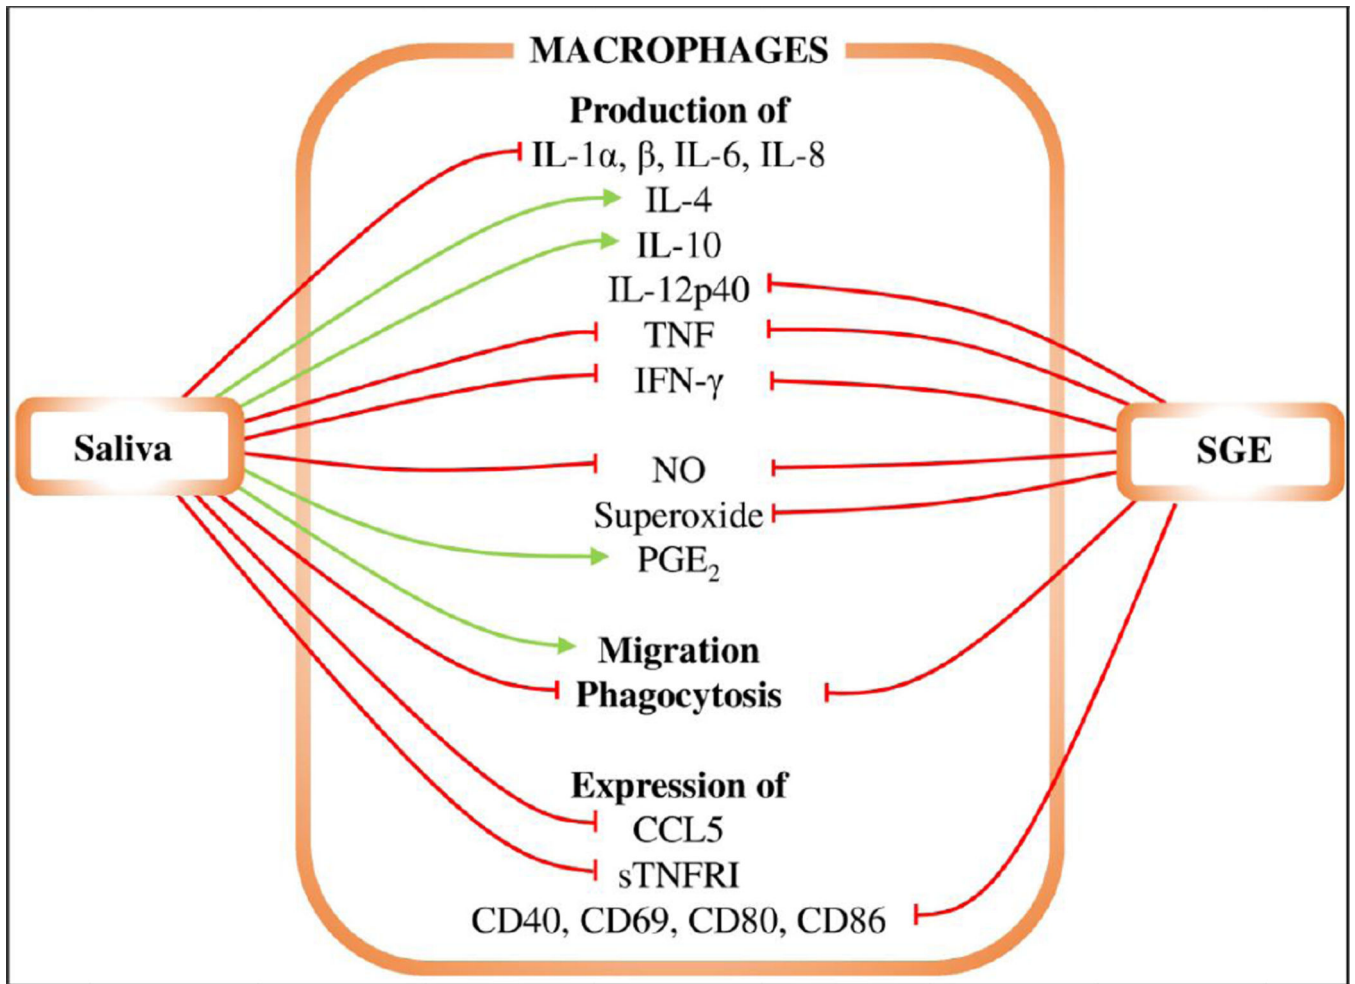 MACROPHAGES
Production of
IL-1α, β, IL-6, IL-8
IL-4
IL-10
IL-12p40
TNF
IFN-γ
Saliva
SGE
NO
Superoxide
PGE₂
Migration
Phagocytosis
Expression of
CCL5
sTNFRI
CD40, CD69, CD80, CD86